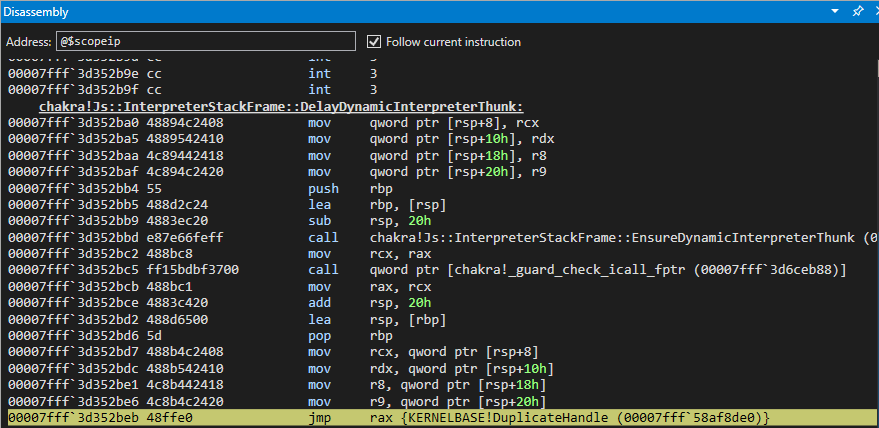 Disassembly
Address: @$scopeip Follow current instruction
int 3
00007fff`3d352b9e cc int 3
00007fff`3d352b9f cc int 3
chakra!Js::InterpreterStackFrame::DelayDynamicInterpreterThunk:
00007fff`3d352ba0 48894c2408 mov qword ptr [rsp+8], rcx
00007fff`3d352ba5 4889542410 mov qword ptr [rsp+10h], rdx
00007fff`3d352baa 4c89442418 mov qword ptr [rsp+18h], r8
00007fff`3d352baf 4c894c2420 mov qword ptr [rsp+20h], r9
00007fff`3d352bb4 55 push rbp
00007fff`3d352bb5 488d2c24 lea rbp, [rsp]
00007fff`3d352bb9 4883ec20 sub rsp, 20h
00007fff`3d352bbd e87e66feff call chakra!Js::InterpreterStackFrame::EnsureDynamicInterpreterThunk (0
00007fff`3d352bc2 488bc8 mov rcx, rax
00007fff`3d352bc5 ff15bdbf3700 call qword ptr [chakra!_guard_check_icall_fptr (00007fff`3d6ceb88)]
00007fff`3d352bcb 488bc1 mov rax, rcx
00007fff`3d352bce 4883c420 add rsp, 20h
00007fff`3d352bd2 488d6500 lea rsp, [rbp]
00007fff`3d352bd6 5d pop rbp
00007fff`3d352bd7 488b4c2408 mov rcx, qword ptr [rsp+8]
00007fff`3d352bdc 488b542410 mov rdx, qword ptr [rsp+10h]
00007fff`3d352be1 4c8b442418 mov r8, qword ptr [rsp+18h]
00007fff`3d352be6 4c8b4c2420 mov r9, qword ptr [rsp+20h]
00007fff`3d352beb 48ffe0 jmp rax {KERNELBASE!DuplicateHandle (00007fff`58af8de0)}